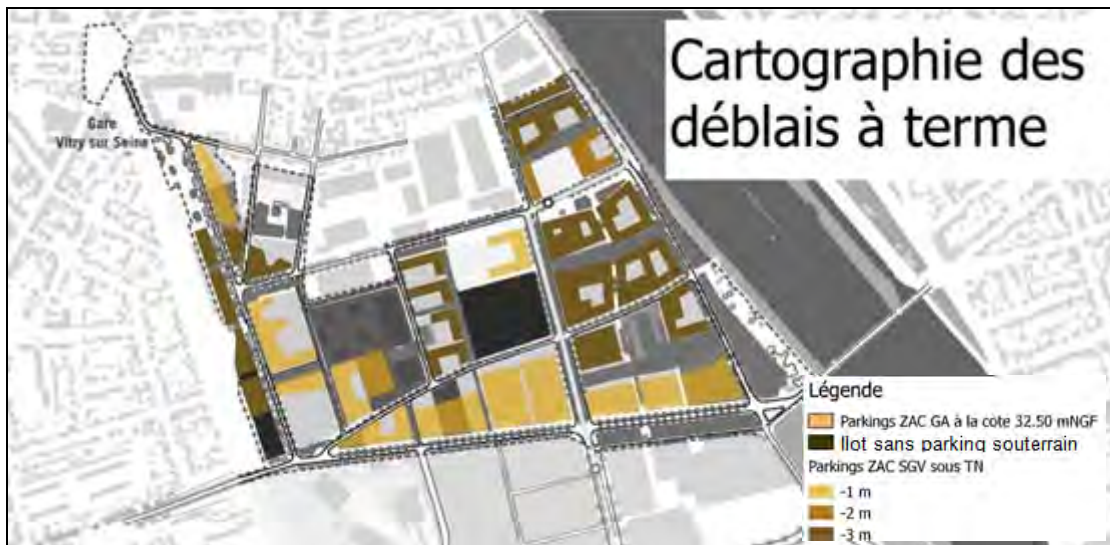 Cartographie des
déblais à terme
Gare
Vitry sur Seine
Légende
Parkings ZAC GA à la côte 32.50 mNGF
Ilot sans parking souterrain
Parkings ZAC SGV sous TN
-1 m
-2 m
-3 m